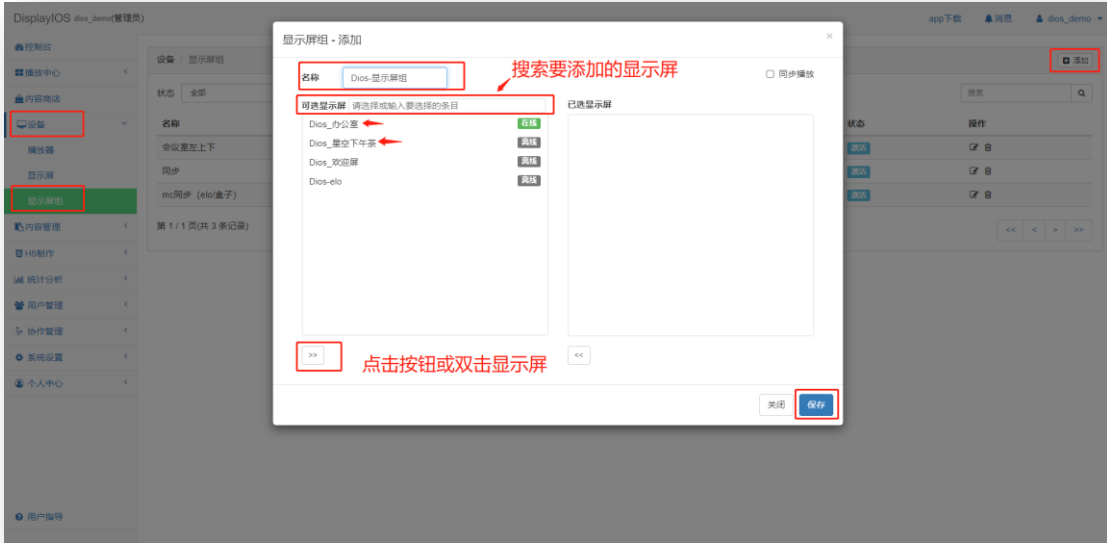 DisplayIOS dios_demo(管理员)
app下载 消息 dios_demo
控制台
播放中心
内容商店
设备
播放器
显示屏
显示屏组
内容管理
H5制作
统计分析
用户管理
协作管理
系统设置
个人中心
用户指导
设备 / 显示屏组
添加
状态 全部
搜索
名称 状态 操作
会议室左上下 激活
同步 激活
mc同步 (elo/盒子) 激活
第 1 / 1 页(共 3 条记录)
<< < > >>
显示屏组 - 添加 ×
名称 Dios-显示屏组
搜索要添加的显示屏
同步播放
可选显示屏 请选择或输入要选择的条目
已选显示屏
Dios_办公室 在线
Dios_星空下午茶 离线
Dios_欢迎屏 离线
Dios-elo 离线
>>
点击按钮或双击显示屏
<<
关闭 保存